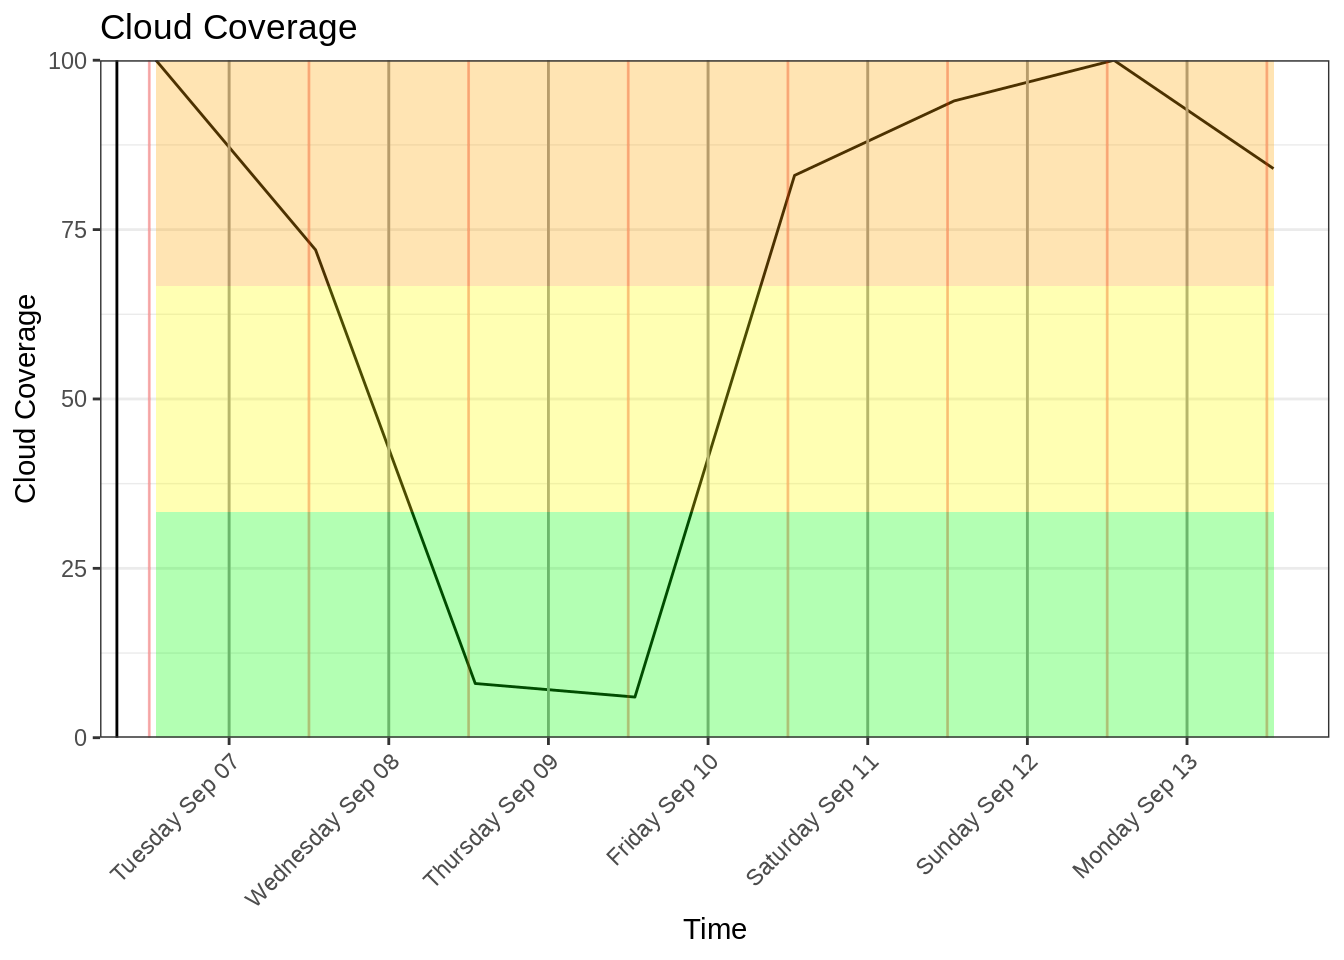 Cloud Coverage
100
75
50
25
0
Cloud Coverage
Tuesday Sep 07
Wednesday Sep 08
Thursday Sep 09
Friday Sep 10
Saturday Sep 11
Sunday Sep 12
Monday Sep 13
Time